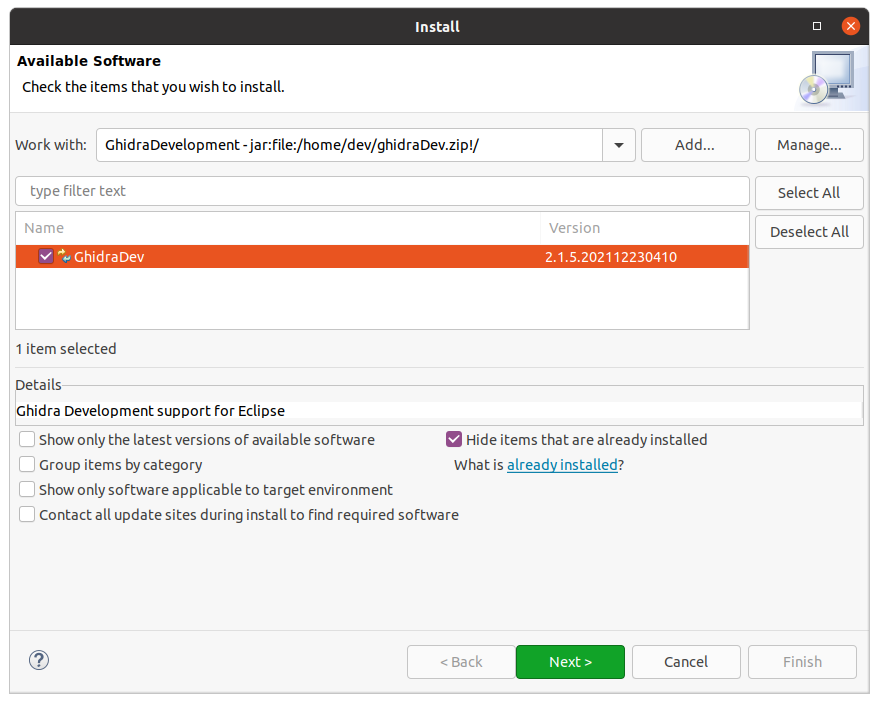 Install
Available Software
Check the items that you wish to install.
Work with: GhidraDevelopment - jar:file:/home/dev/ghidraDev.zip!/ Add... Manage...
type filter text Select All
Name Version Deselect All
GhidraDev 2.1.5.202112230410
1 item selected
Details
Ghidra Development support for Eclipse
Show only the latest versions of available software Hide items that are already installed
Group items by category What is already installed?
Show only software applicable to target environment
Contact all update sites during install to find required software
? < Back Next > Cancel Finish